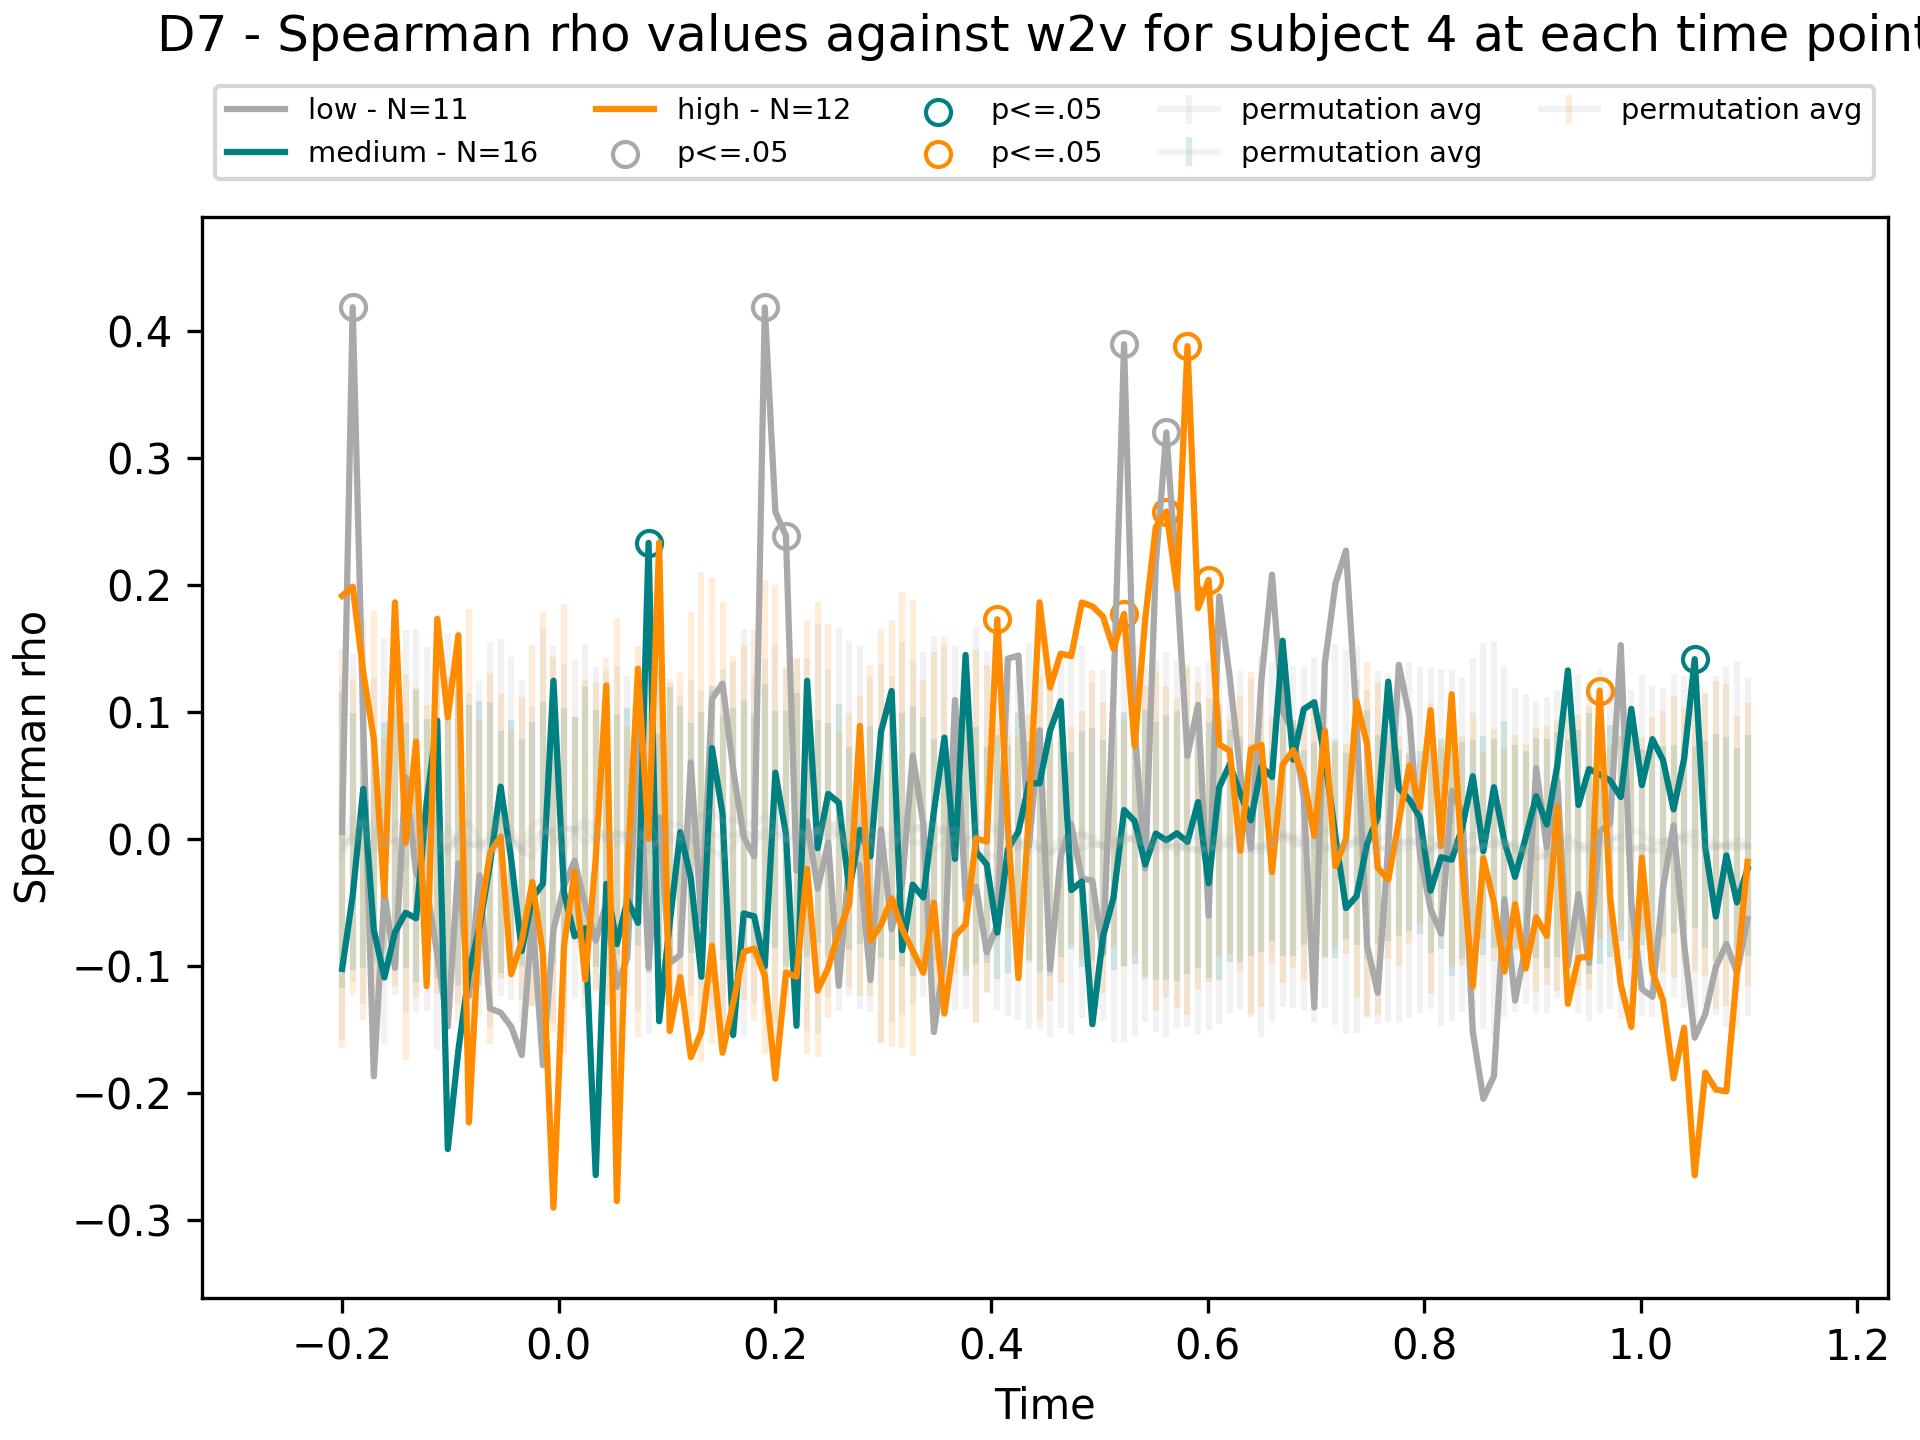 D7 - Spearman rho values against w2v for subject 4 at each time point
low - N=11
medium - N=16
high - N=12
p<=.05
p<=.05
p<=.05
permutation avg
permutation avg
permutation avg
Spearman rho
0.4
0.3
0.2
0.1
0.0
−0.1
−0.2
−0.3
−0.2 0.0 0.2 0.4 0.6 0.8 1.0 1.2
Time